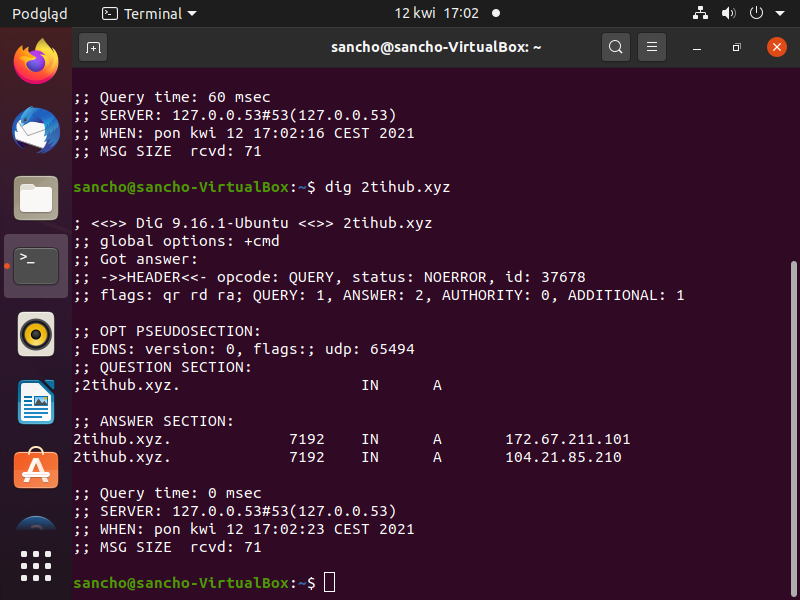 Podgląd
Terminal
12 kwi 17:02
sancho@sancho-VirtualBox: ~
;; Query time: 60 msec
;; SERVER: 127.0.0.53#53(127.0.0.53)
;; WHEN: pon kwi 12 17:02:16 CEST 2021
;; MSG SIZE  rcvd: 71
sancho@sancho-VirtualBox:~$ dig 2tihub.xyz
; <<>> DiG 9.16.1-Ubuntu <<>> 2tihub.xyz
;; global options: +cmd
;; Got answer:
;; ->>HEADER<<- opcode: QUERY, status: NOERROR, id: 37678
;; flags: qr rd ra; QUERY: 1, ANSWER: 2, AUTHORITY: 0, ADDITIONAL: 1
;; OPT PSEUDOSECTION:
; EDNS: version: 0, flags:; udp: 65494
;; QUESTION SECTION:
;2tihub.xyz. IN A
;; ANSWER SECTION:
2tihub.xyz. 7192 IN A 172.67.211.101
2tihub.xyz. 7192 IN A 104.21.85.210
;; Query time: 0 msec
;; SERVER: 127.0.0.53#53(127.0.0.53)
;; WHEN: pon kwi 12 17:02:23 CEST 2021
;; MSG SIZE  rcvd: 71
sancho@sancho-VirtualBox:~$